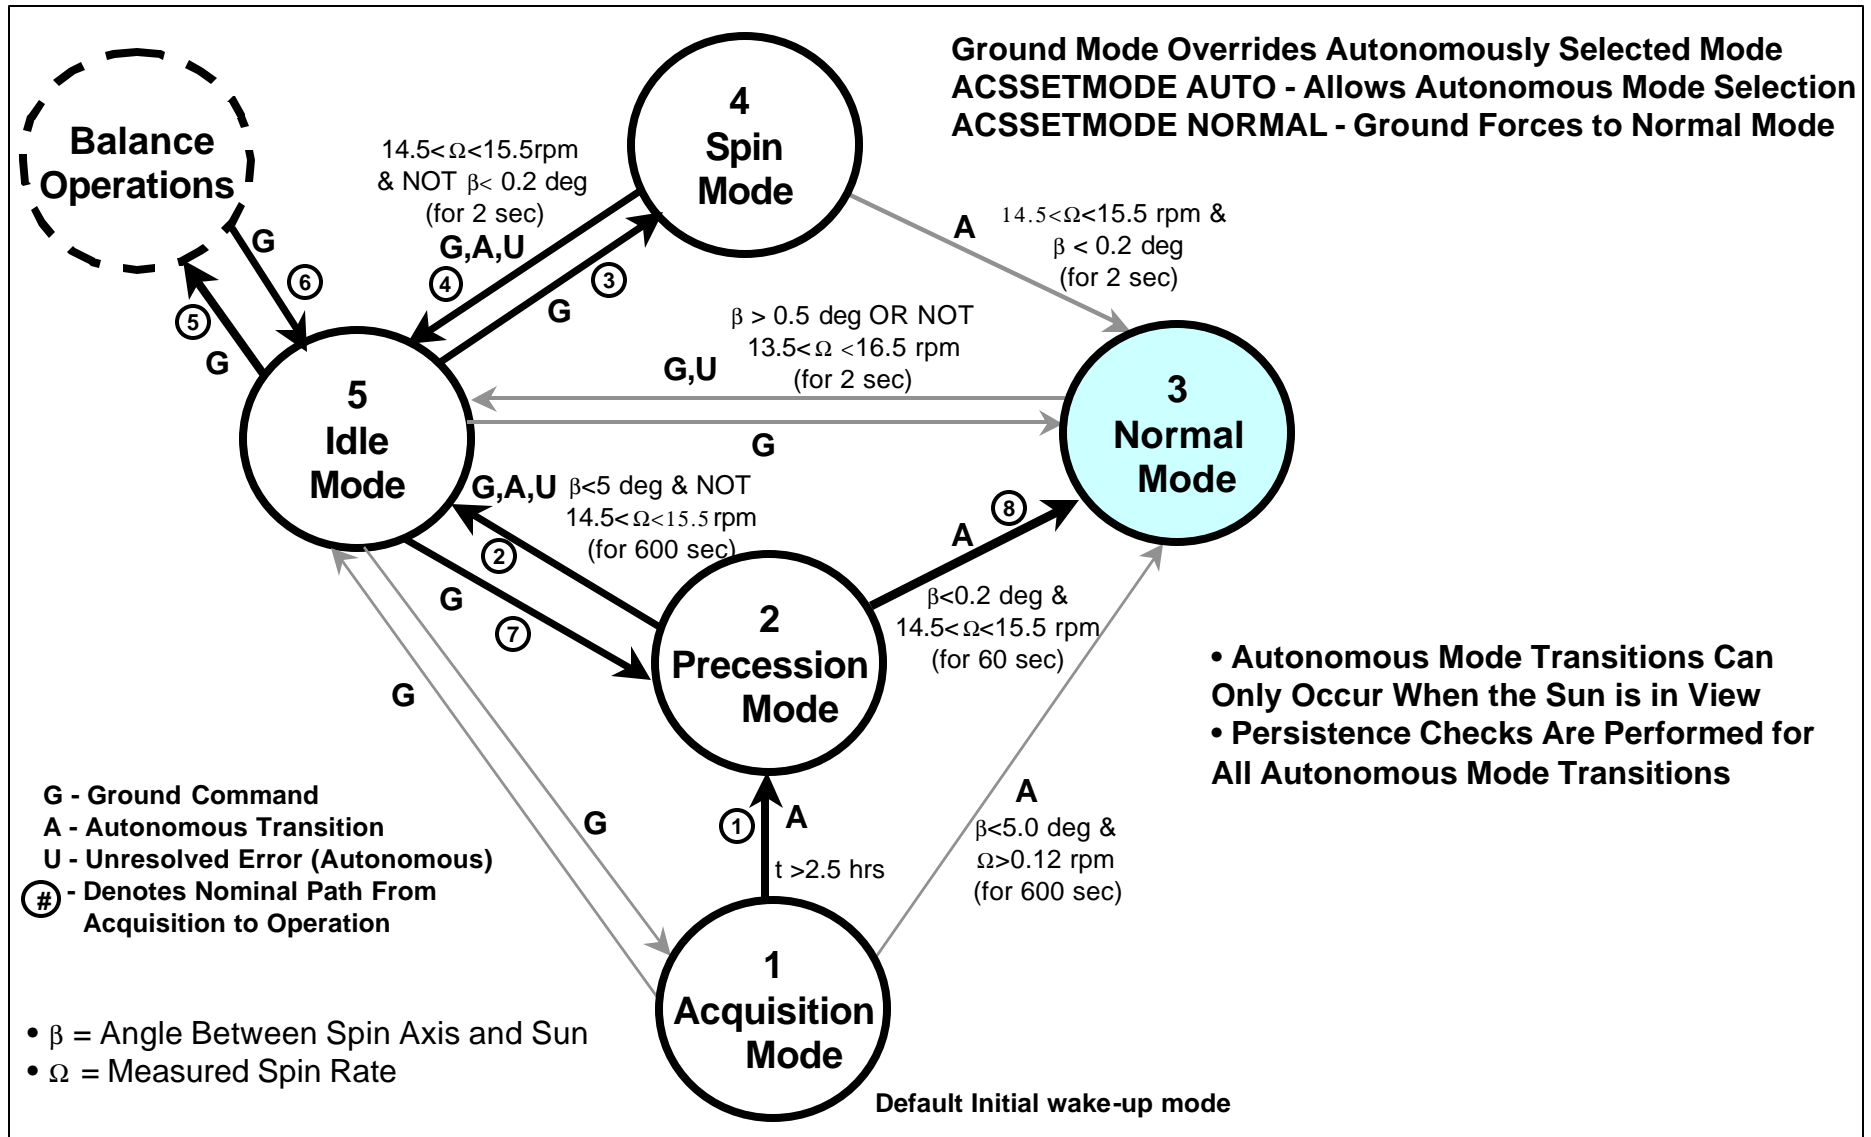 Ground Mode Overrides Autonomously Selected Mode
ACSSETMODE AUTO - Allows Autonomous Mode Selection
ACSSETMODE NORMAL - Ground Forces to Normal Mode
Balance
Operations
4
Spin
Mode
14.5<Ω<15.5rpm
& NOT β< 0.2 deg
(for 2 sec)
G,A,U
4
3
G
G
6
5
G
A
14.5<Ω<15.5 rpm &
β < 0.2 deg
(for 2 sec)
β > 0.5 deg OR NOT
13.5<Ω <16.5 rpm
(for 2 sec)
G,U
G
5
Idle
Mode
3
Normal
Mode
G,A,U
β<5 deg & NOT
14.5<Ω<15.5 rpm
(for 600 sec)
2
G
7
8
A
β<0.2 deg &
14.5<Ω<15.5 rpm
(for 60 sec)
2
Precession
Mode
G
G
1
A
t >2.5 hrs
A
β<5.0 deg &
Ω>0.12 rpm
(for 600 sec)
• Autonomous Mode Transitions Can
Only Occur When the Sun is in View
• Persistence Checks Are Performed for
All Autonomous Mode Transitions
G - Ground Command
A - Autonomous Transition
U - Unresolved Error (Autonomous)
# - Denotes Nominal Path From
Acquisition to Operation
1
Acquisition
Mode
• β = Angle Between Spin Axis and Sun
• Ω = Measured Spin Rate
Default Initial wake-up mode